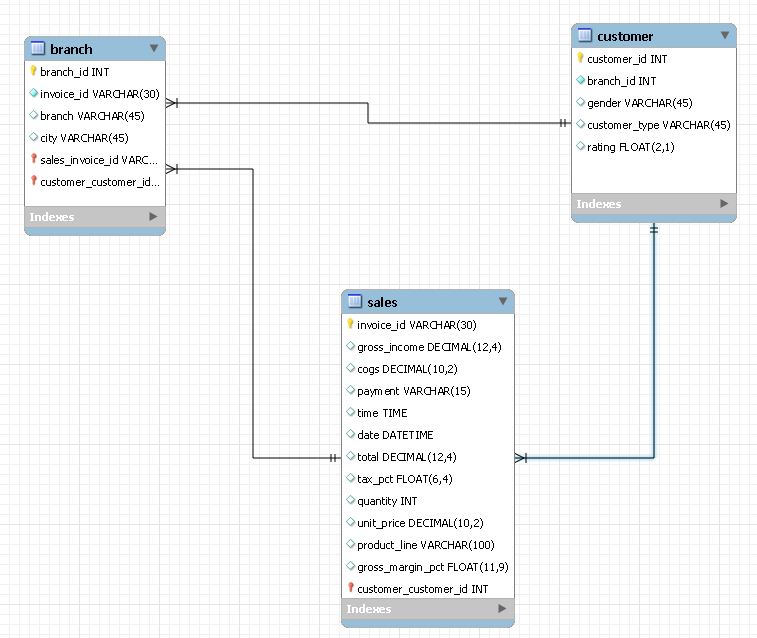 branch
branch_id INT
invoice_id VARCHAR(30)
branch VARCHAR(45)
city VARCHAR(45)
sales_invoice_id VARC...
customer_customer_id...
Indexes
customer
customer_id INT
branch_id INT
gender VARCHAR(45)
customer_type VARCHAR(45)
rating FLOAT(2,1)
Indexes
sales
invoice_id VARCHAR(30)
gross_income DECIMAL(12,4)
cogs DECIMAL(10,2)
payment VARCHAR(15)
time TIME
date DATETIME
total DECIMAL(12,4)
tax_pct FLOAT(6,4)
quantity INT
unit_price DECIMAL(10,2)
product_line VARCHAR(100)
gross_margin_pct FLOAT(11,9)
customer_customer_id INT
Indexes